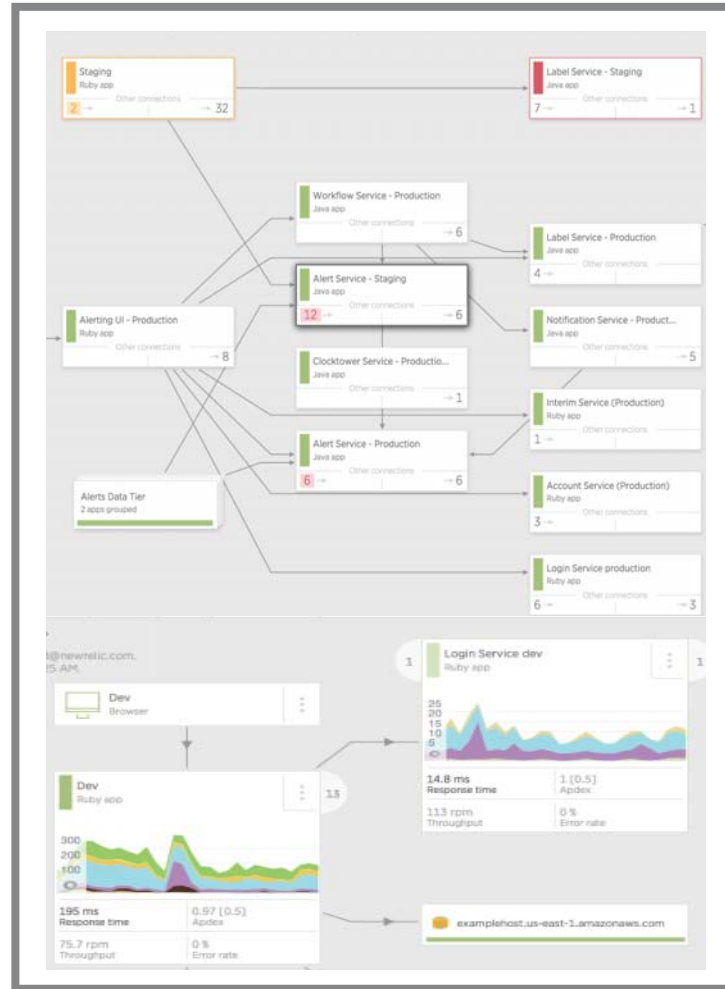 Staging
Ruby app
Other connections
2
32
Label Service - Staging
Java app
Other connections
7
1
Workflow Service - Production
Java app
Other connections
6
Label Service - Production
Java app
Other connections
4
Alert Service - Staging
Java app
Other connections
12
6
Alerting UI - Production
Ruby app
Other connections
8
Notification Service - Product...
Java app
Other connections
5
Clocktower Service - Productio...
Java app
Other connections
1
Interim Service (Production)
Ruby app
Other connections
1
Alert Service - Production
Java app
Other connections
6
6
Alerts Data Tier
2 apps grouped
Account Service (Production)
Ruby app
Other connections
3
Login Service production
Ruby app
Other connections
6
3
d@newrelic.com.
25 AM.
Dev
Browser
1
Login Service dev
Ruby app
25
20
15
10
5
0
14.8 ms
Response time
1 [0.5]
Apdex
113 rpm
Throughput
0 %
Error rate
Dev
Ruby app
13
300
200
100
0
195 ms
Response time
0.97 [0.5]
Apdex
75.7 rpm
Throughput
0 %
Error rate
examplehost.us-east-1.amazonaws.com